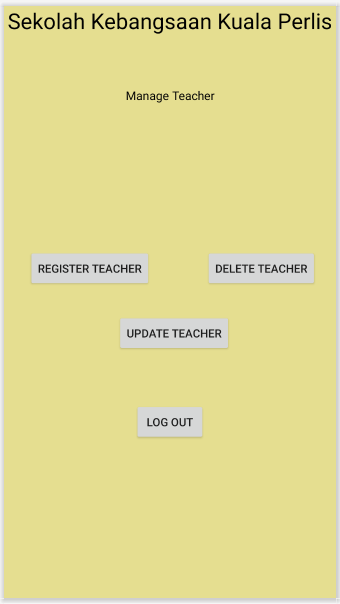 Sekolah Kebangsaan Kuala Perlis
Manage Teacher
REGISTER TEACHER
DELETE TEACHER
UPDATE TEACHER
LOG OUT